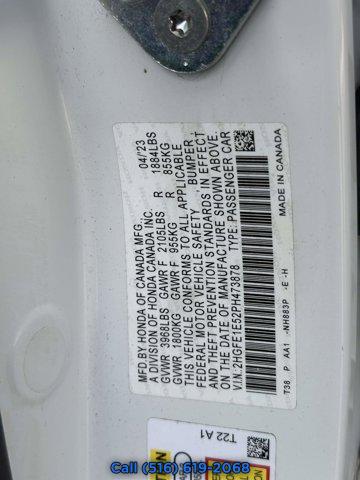 MFD BY HONDA OF CANADA MFG. 04/23
A DIVISION OF HONDA CANADA INC.
GVWR 3968LBS GAWR F 2105LBS R 1884LBS
GVWR 1800KG GAWR F 955KG R 855KG
THIS VEHICLE CONFORMS TO ALL APPLICABLE
FEDERAL MOTOR VEHICLE SAFETY, BUMPER,
THEFT PREVENTION STANDARDS IN EFFECT
ON THE DATE OF MANUFACTURE SHOWN ABOVE.
V.I.N. 2HGFE1E52PH473878 TYPE: PASSENGER CAR
T38 P AA1 -NH883P -E -H MADE IN CANADA
T22 A1
Call (516) 619-2068